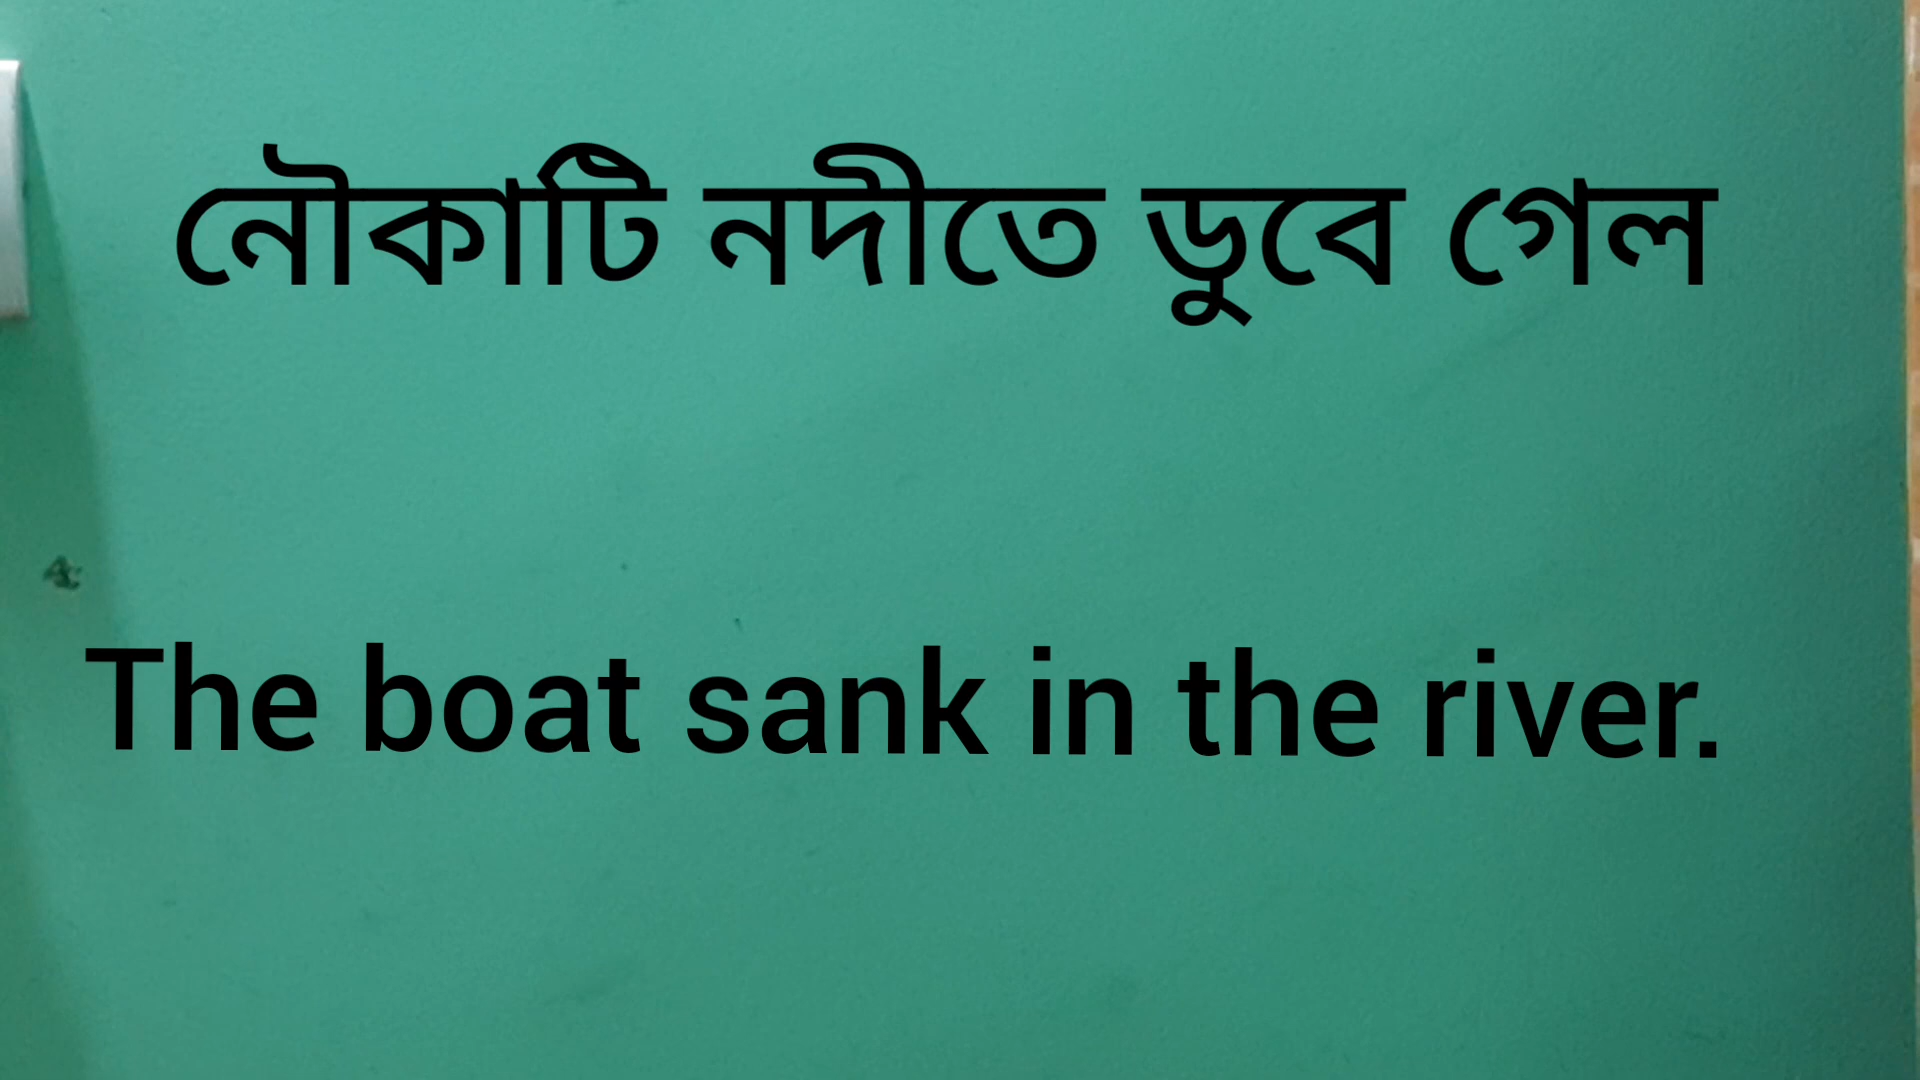 নৌকাটি নদীতে ডুবে গেল
The boat sank in the river.